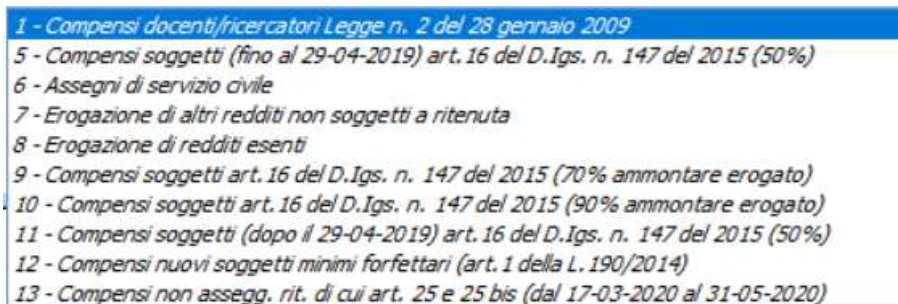 1 - Compensi docenti/ricercatori Legge n. 2 del 28 gennaio 2009
5 - Compensi soggetti (fino al 29-04-2019) art. 16 del D.lgs. n. 147 del 2015 (50%)
6 - Assegni di servizio civile
7 - Erogazione di altri redditi non soggetti a ritenuta
8 - Erogazione di redditi esenti
9 - Compensi soggetti art. 16 del D.lgs. n. 147 del 2015 (70% ammontare erogato)
10 - Compensi soggetti art. 16 del D.lgs. n. 147 del 2015 (90% ammontare erogato)
11 - Compensi soggetti (dopo il 29-04-2019) art. 16 del D.lgs. n. 147 del 2015 (50%)
12 - Compensi nuovi soggetti minimi forfettari (art. 1 della L. 190/2014)
13 - Compensi non assegg. rit. di cui art. 25 e 25 bis (dal 17-03-2020 al 31-05-2020)